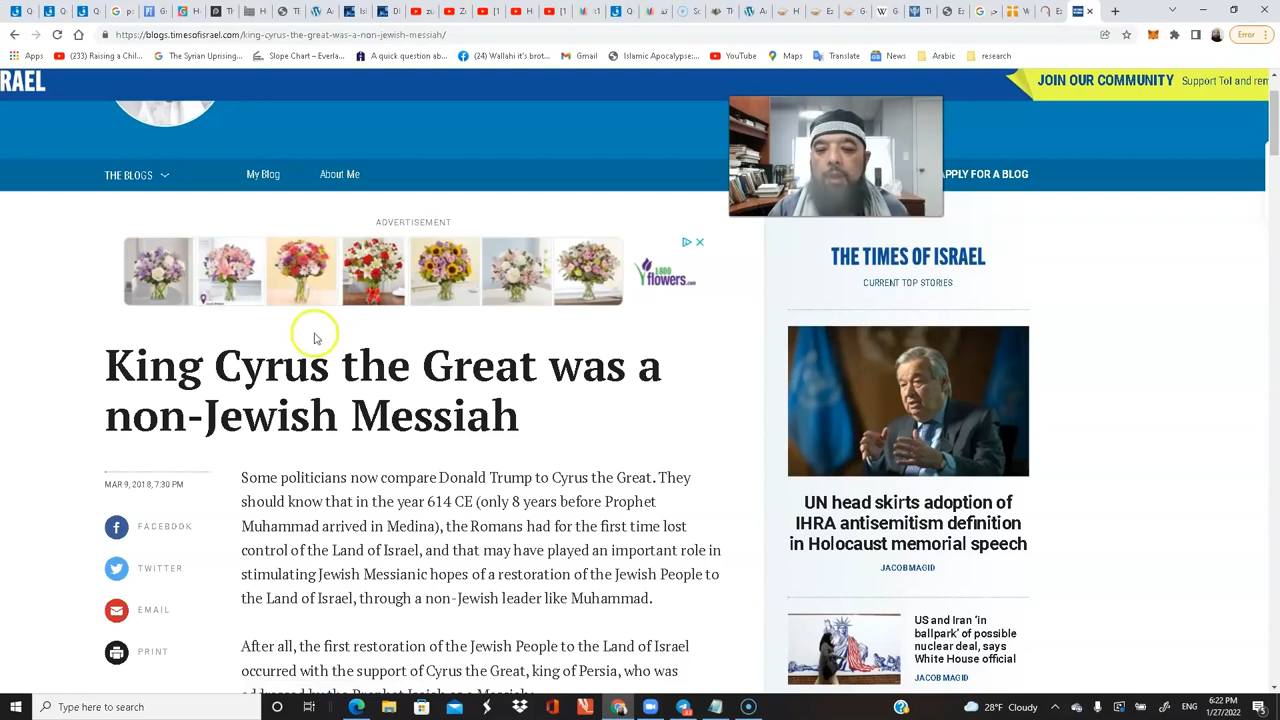 https://blogs.timesofisrael.com/king-cyrus-the-great-was-a-non-jewish-messiah/
Error
Apps
(233) Raising a Chil...
The Syrian Uprising...
Slope Chart – Everla...
A quick question ab...
(24) Wallahi it's brot...
Gmail
Islamic Apocalypse:...
YouTube
Maps
Translate
News
Arabic
research
RAEL
JOIN OUR COMMUNITY
Support ToI and rem
THE BLOGS
My Blog
About Me
APPLY FOR A BLOG
ADVERTISEMENT
1800
flowers.com
King Cyrus the Great was a
non-Jewish Messiah
MAR 9, 2018, 7:30 PM
FACEBOOK
TWITTER
EMAIL
PRINT
Some politicians now compare Donald Trump to Cyrus the Great. They
should know that in the year 614 CE (only 8 years before Prophet
Muhammad arrived in Medina), the Romans had for the first time lost
control of the Land of Israel, and that may have played an important role in
stimulating Jewish Messianic hopes of a restoration of the Jewish People to
the Land of Israel, through a non-Jewish leader like Muhammad.
After all, the first restoration of the Jewish People to the Land of Israel
occurred with the support of Cyrus the Great, king of Persia, who was
THE TIMES OF ISRAEL
CURRENT TOP STORIES
UN head skirts adoption of
IHRA antisemitism definition
in Holocaust memorial speech
JACOB MAGID
US and Iran 'in
ballpark' of possible
nuclear deal, says
White House official
JACOB MAGID
Type here to search
28°F Cloudy
6:22 PM
1/27/2022